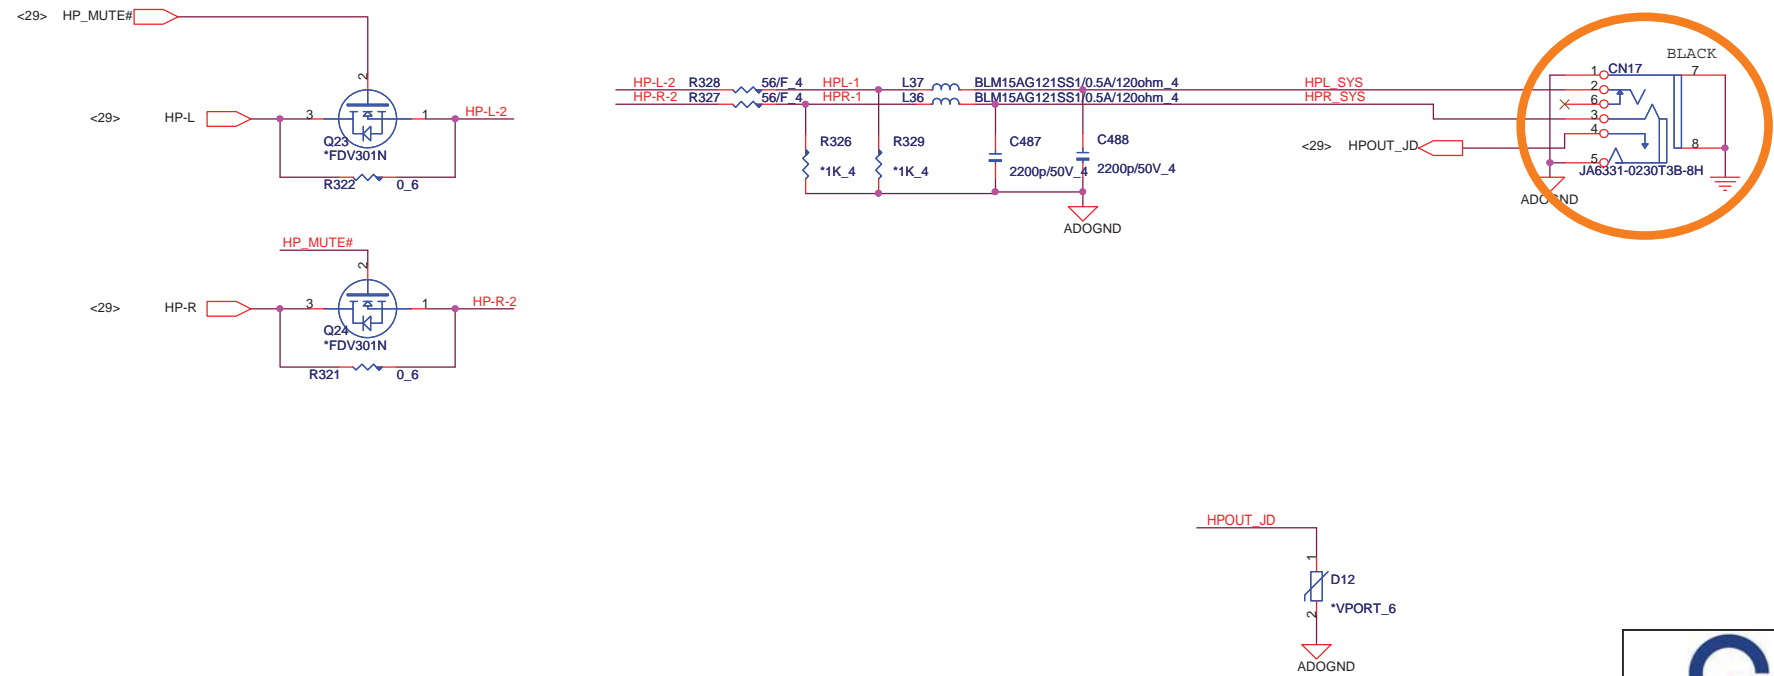 <29> HP_MUTE#
2
<29> HP-L
3
1
HP-L-2
Q23
*FDV301N
R322
0_6
HP_MUTE#
2
<29> HP-R
3
1
HP-R-2
Q24
*FDV301N
R321
0_6
HP-L-2 R328 56/F_4 HPL-1 L37 BLM15AG121SS1/0.5A/120ohm_4 HPL_SYS
HP-R-2 R327 56/F_4 HPR-1 L36 BLM15AG121SS1/0.5A/120ohm_4 HPR_SYS
R326
*1K_4
R329
*1K_4
C487
2200p/50V_4
C488
2200p/50V_4
ADOGND
<29> HPOUT_JD
BLACK
CN17
1
2
6
3
4
5
7
8
JA6331-0230T3B-8H
ADOGND
HPOUT_JD
1
D12
*VPORT_6
2
ADOGND